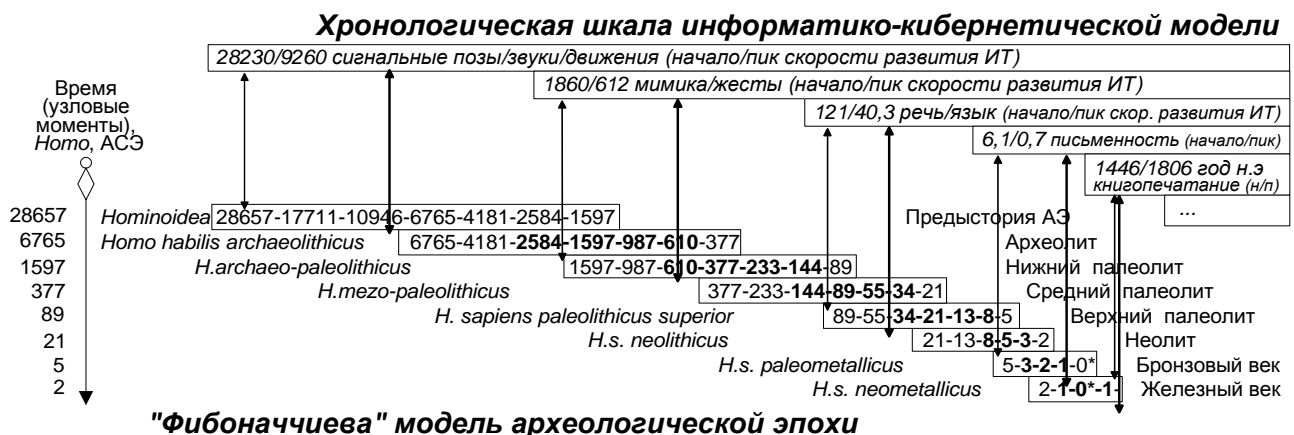 Хронологическая шкала информатико-кибернетической модели
28230/9260 сигнальные позы/звуки/движения (начало/пик скорости развития ИТ)
1860/612 мимика/жесты (начало/пик скорости развития ИТ)
121/40,3 речь/язык (начало/пик скор. развития ИТ)
6,1/0,7 письменность (начало/пик)
1446/1806 год н.э
книгопечатание (н/п)
...
Время
(узловые
моменты),
Homo, АСЭ
28657 Hominoidea 28657-17711-10946-6765-4181-2584-1597 Предыстория АЭ
6765 Homo habilis archaeolithicus 6765-4181-2584-1597-987-610-377 Археолит
1597 H.archaeo-paleolithicus 1597-987-610-377-233-144-89 Нижний палеолит
377 H.mezo-paleolithicus 377-233-144-89-55-34-21 Средний палеолит
89 H. sapiens paleolithicus superior 89-55-34-21-13-8-5 Верхний палеолит
21 H.s. neolithicus 21-13-8-5-3-2 Неолит
5 H.s. paleometallicus 5-3-2-1-0* Бронзовый век
2 H.s. neometallicus 2-1-0*-1- Железный век
"Фибоначчиева" модель археологической эпохи